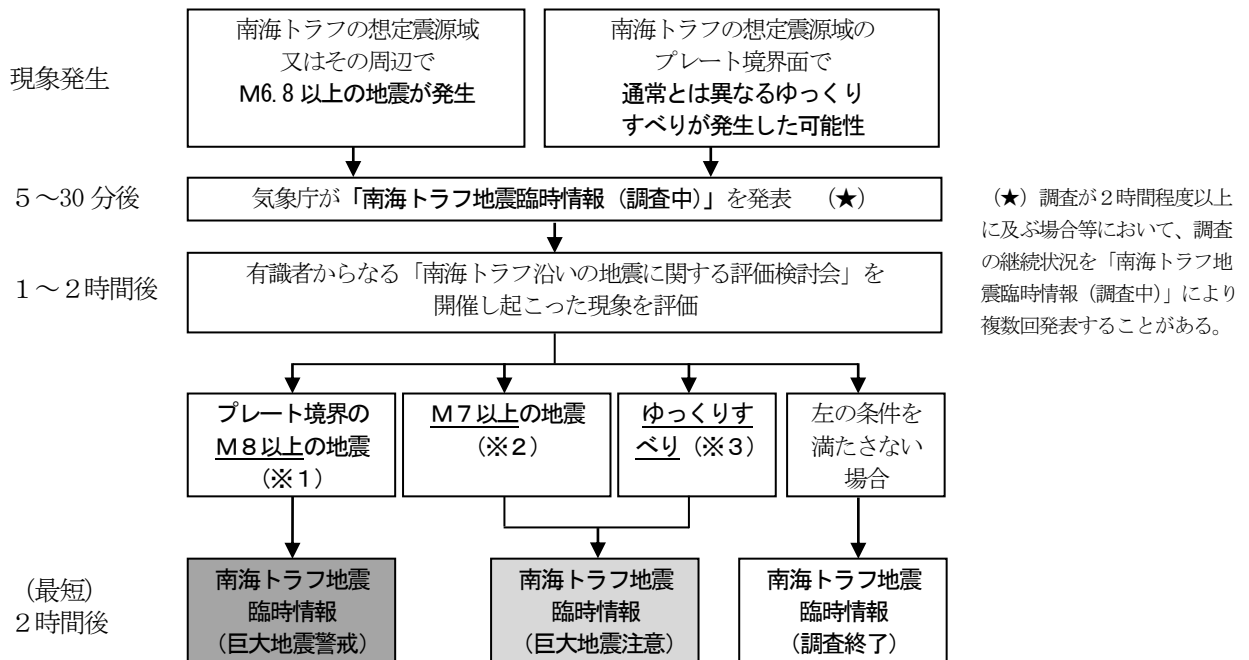 南海トラフの想定震源域
又はその周辺で
M6.8 以上の地震が発生
南海トラフの想定震源域の
プレート境界面で
通常とは異なるゆっくり
すべりが発生した可能性
現象発生
5~30 分後
気象庁が「南海トラフ地震臨時情報(調査中)」を発表 (★)
(★)調査が2時間程度以上
に及ぶ場合等において、調査
の継続状況を「南海トラフ地
震臨時情報(調査中)」により
複数回発表することがある。
1~2時間後
有識者からなる「南海トラフ沿いの地震に関する評価検討会」を
開催し起こった現象を評価
プレート境界の
M8以上の地震
(※1)
M7以上の地震
(※2)
ゆっくりす
べり(※3)
左の条件を
満たさない
場合
(最短)
2時間後
南海トラフ地震
臨時情報
(巨大地震警戒)
南海トラフ地震
臨時情報
(巨大地震注意)
南海トラフ地震
臨時情報
(調査終了)